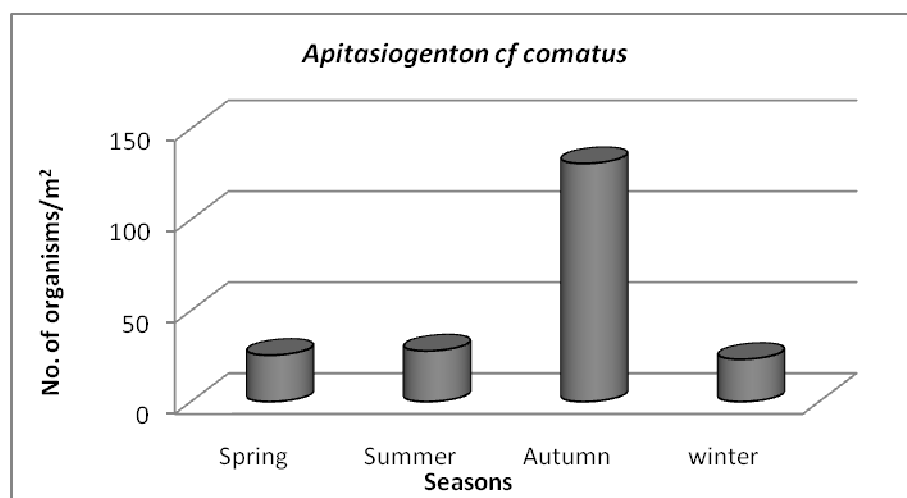 Apitasiogenton cf comatus
No. of organisms/m²
150
100
50
0
Spring Summer Autumn winter
Seasons